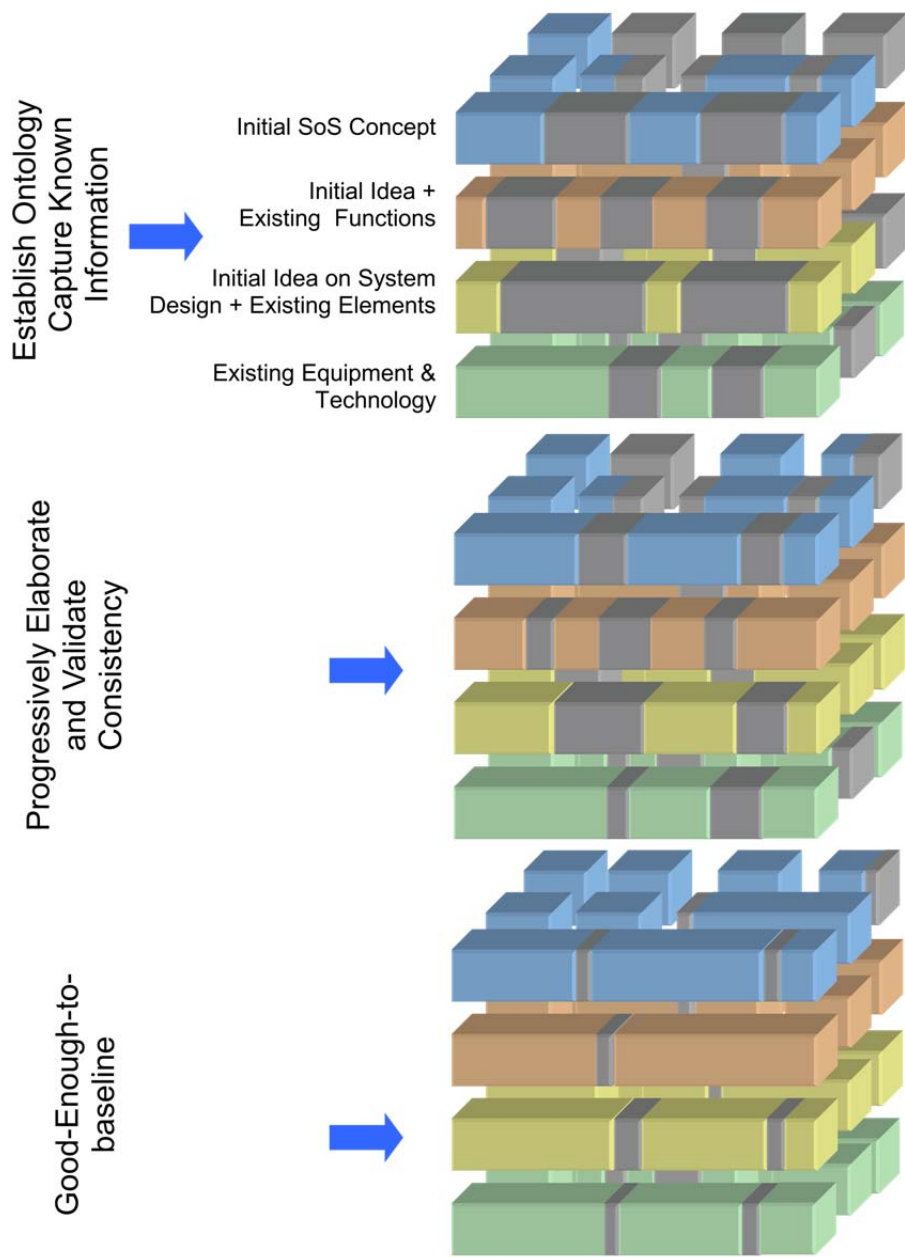 Establish Ontology
Capture Known
Information
Initial SoS Concept
Initial Idea +
Existing Functions
Initial Idea on System
Design + Existing Elements
Existing Equipment &
Technology
Progressively Elaborate
and Validate
Consistency
Good-Enough-to-
baseline